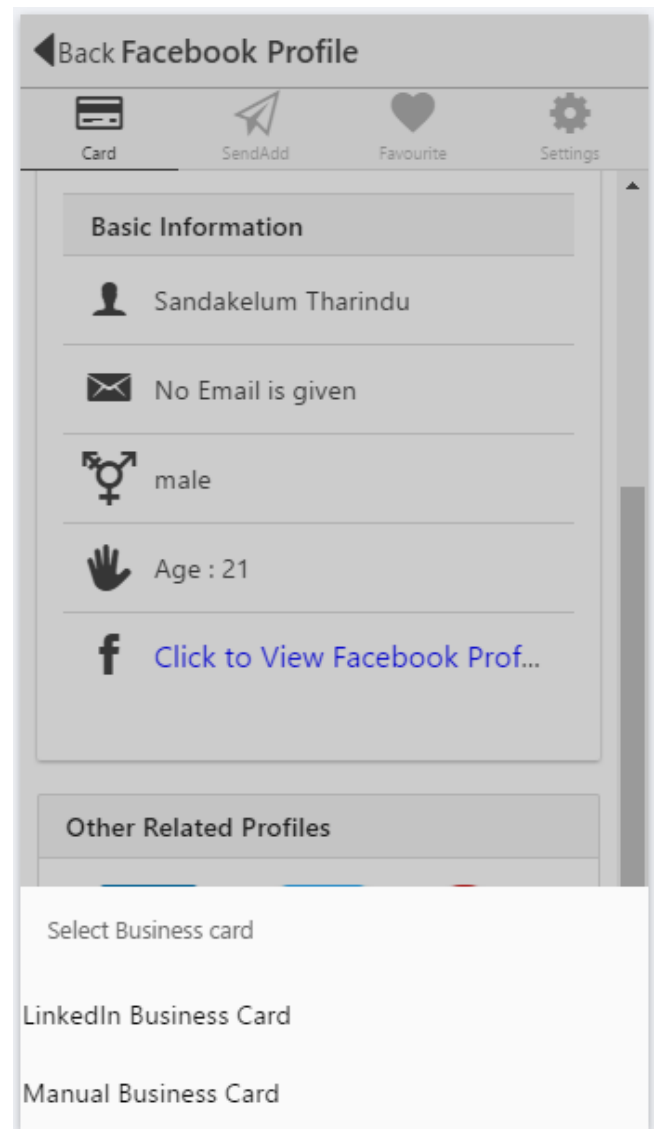 Back Facebook Profile
Card SendAdd Favourite Settings
Basic Information
Sandakelum Tharindu
No Email is given
male
Age : 21
Click to View Facebook Prof...
Other Related Profiles
Select Business card
LinkedIn Business Card
Manual Business Card